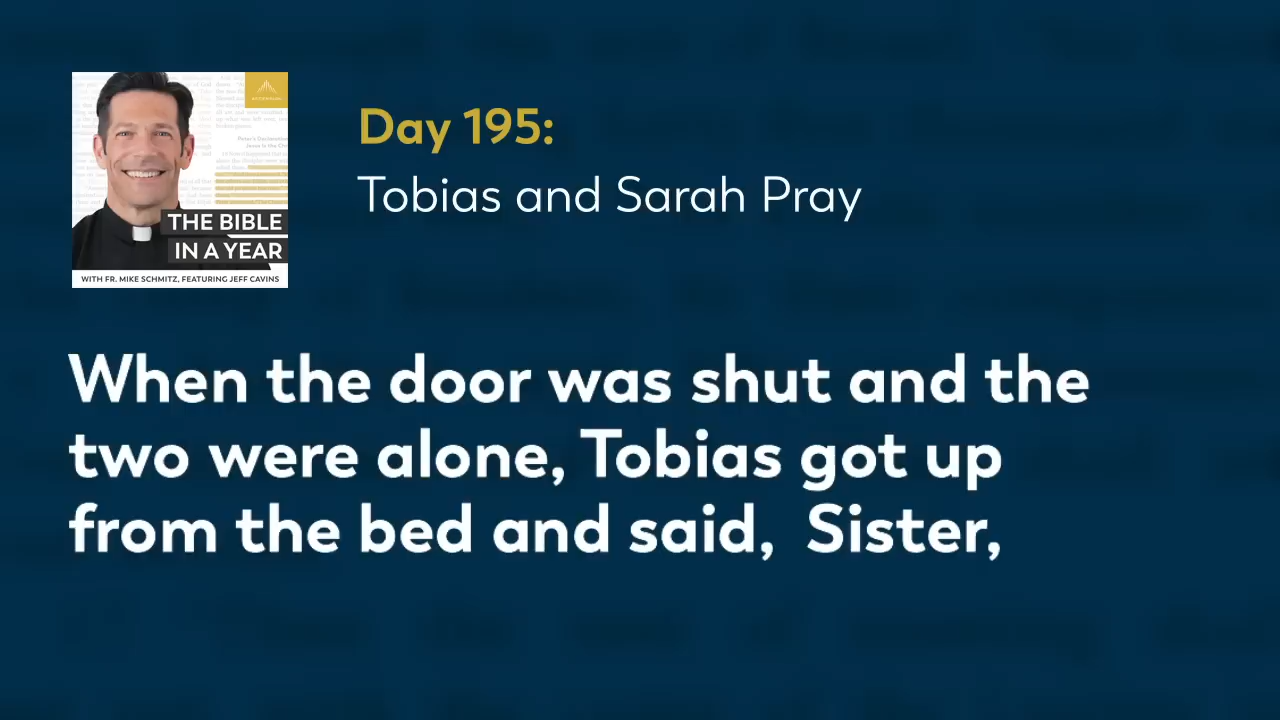 Day 195:
Tobias and Sarah Pray
THE BIBLE
IN A YEAR
WITH FR. MIKE SCHMITZ, FEATURING JEFF CAVINS
When the door was shut and the
two were alone, Tobias got up
from the bed and said, Sister,